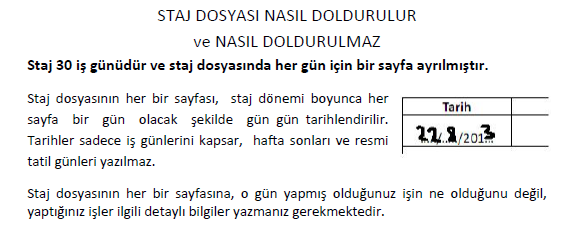 STAJ DOSYASI NASIL DOLDURULUR
ve NASIL DOLDURULMAZ
Staj 30 iş günüdür ve staj dosyasında her gün için bir sayfa ayrılmıştır.
Staj dosyasının her bir sayfası, staj dönemi boyunca her
sayfa bir gün olacak şekilde gün gün tarihlendirilir.
Tarihler sadece iş günlerini kapsar, hafta sonları ve resmi
tatil günleri yazılmaz.
Tarih
22.8./2013
Staj dosyasının her bir sayfasına, o gün yapmış olduğunuz işin ne olduğunu değil,
yaptığınız işler ilgili detaylı bilgiler yazmanız gerekmektedir.